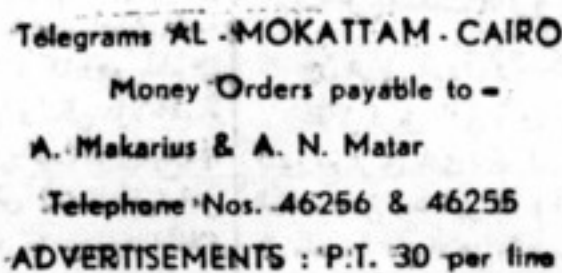 Telegrams AL - MOKATTAM - CAIRO
Money Orders payable to -
A. Makarius & A. N. Matar
Telephone Nos. 46256 & 46255
ADVERTISEMENTS : P.T. 30 per line